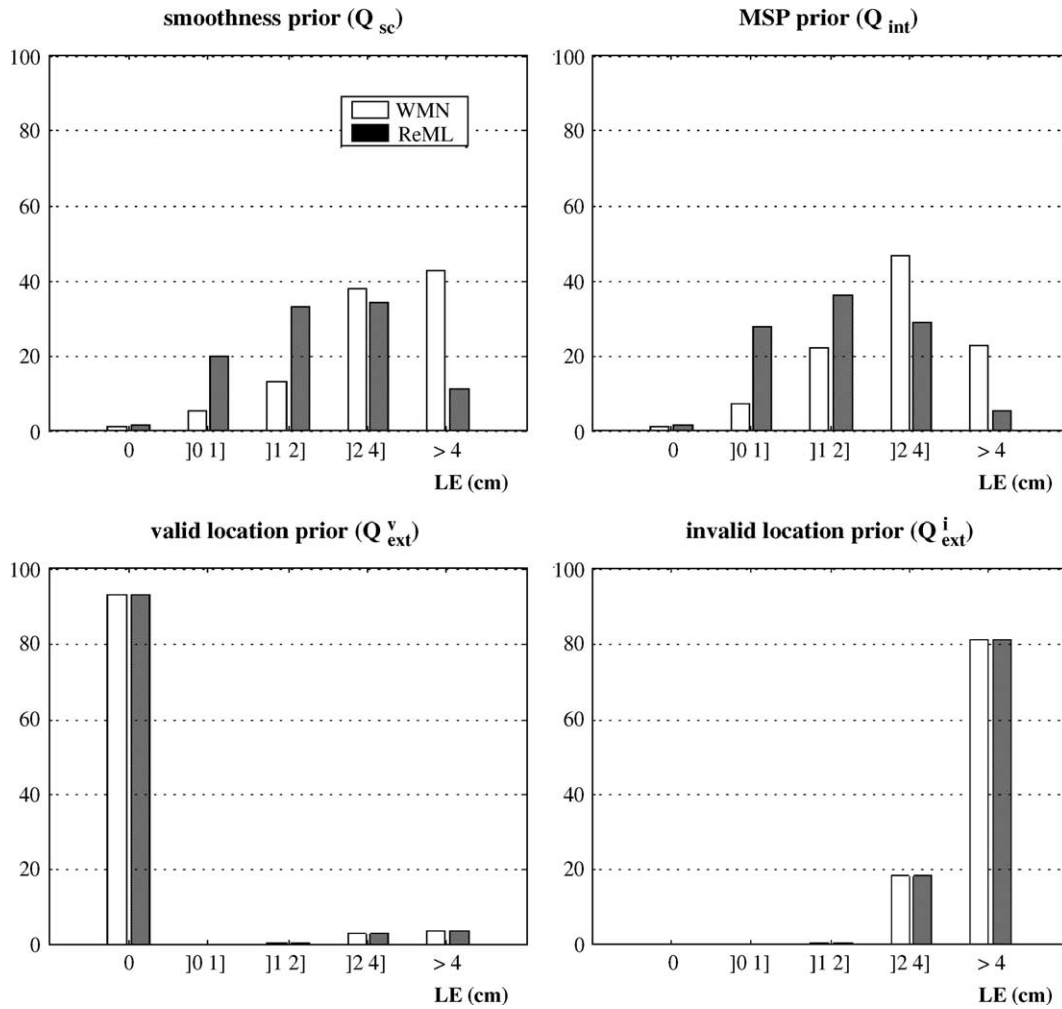 smoothness prior (Q sc)
100
80
60
40
20
0
WMN
ReML
0 ]0 1] ]1 2] ]2 4] > 4
LE (cm)
MSP prior (Q int)
100
80
60
40
20
0
0 ]0 1] ]1 2] ]2 4] > 4
LE (cm)
valid location prior (Q v ext)
100
80
60
40
20
0
0 ]0 1] ]1 2] ]2 4] > 4
LE (cm)
invalid location prior (Q i ext)
100
80
60
40
20
0
0 ]0 1] ]1 2] ]2 4] > 4
LE (cm)